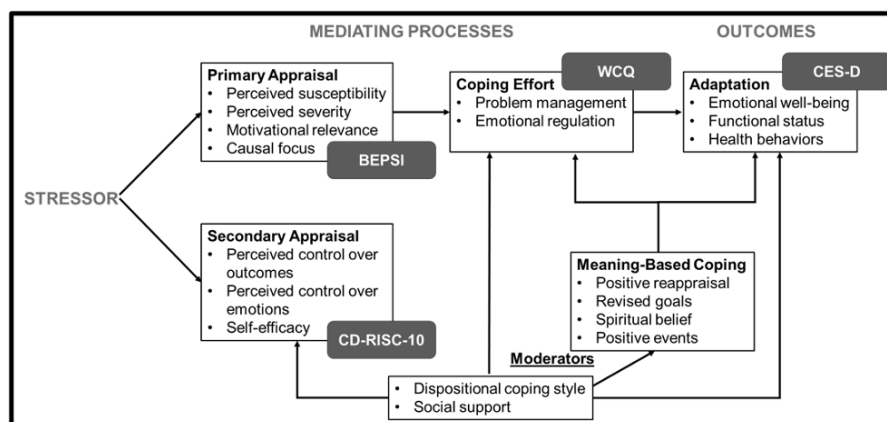 MEDIATING PROCESSES
OUTCOMES
Primary Appraisal
• Perceived susceptibility
• Perceived severity
• Motivational relevance
• Causal focus
BEPSI
WCQ
Coping Effort
• Problem management
• Emotional regulation
CES-D
Adaptation
• Emotional well-being
• Functional status
• Health behaviors
STRESSOR
Secondary Appraisal
• Perceived control over
outcomes
• Perceived control over
emotions
• Self-efficacy
CD-RISC-10
Meaning-Based Coping
• Positive reappraisal
• Revised goals
• Spiritual belief
• Positive events
Moderators
• Dispositional coping style
• Social support